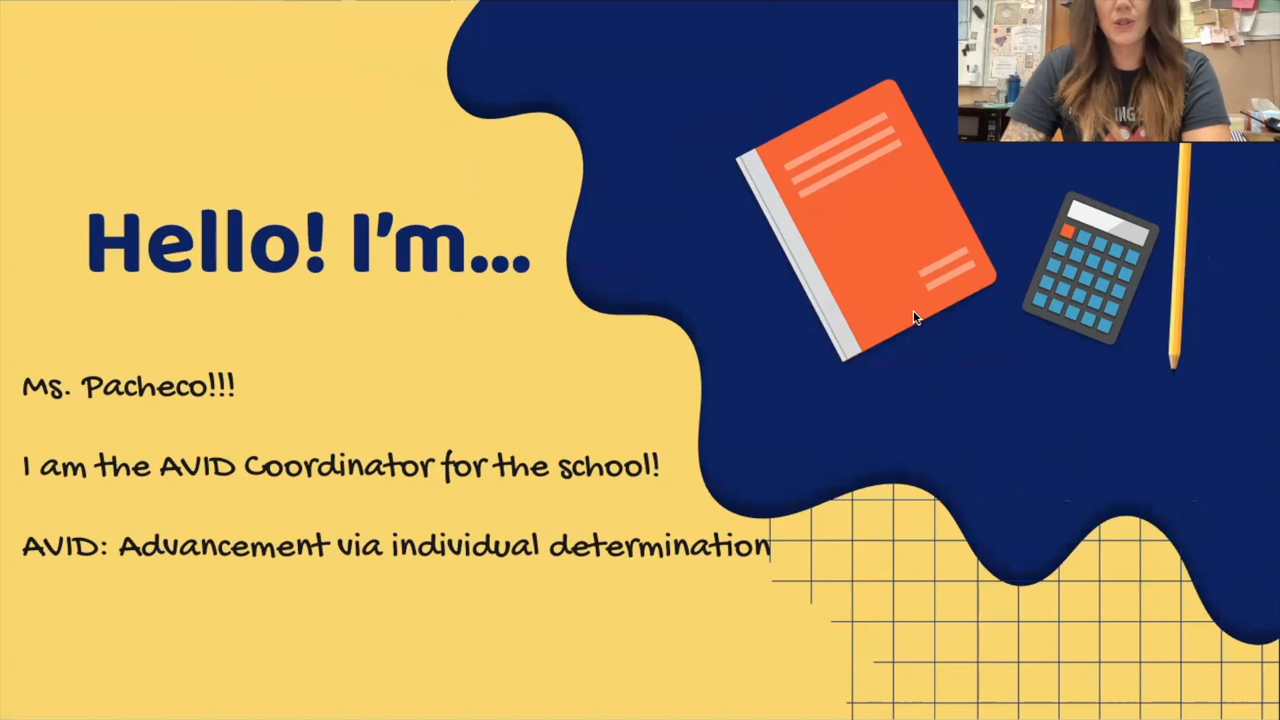 Hello! I'm...
Ms. Pacheco!!!
I am the AVID Coordinator for the school!
AVID: Advancement via individual determination